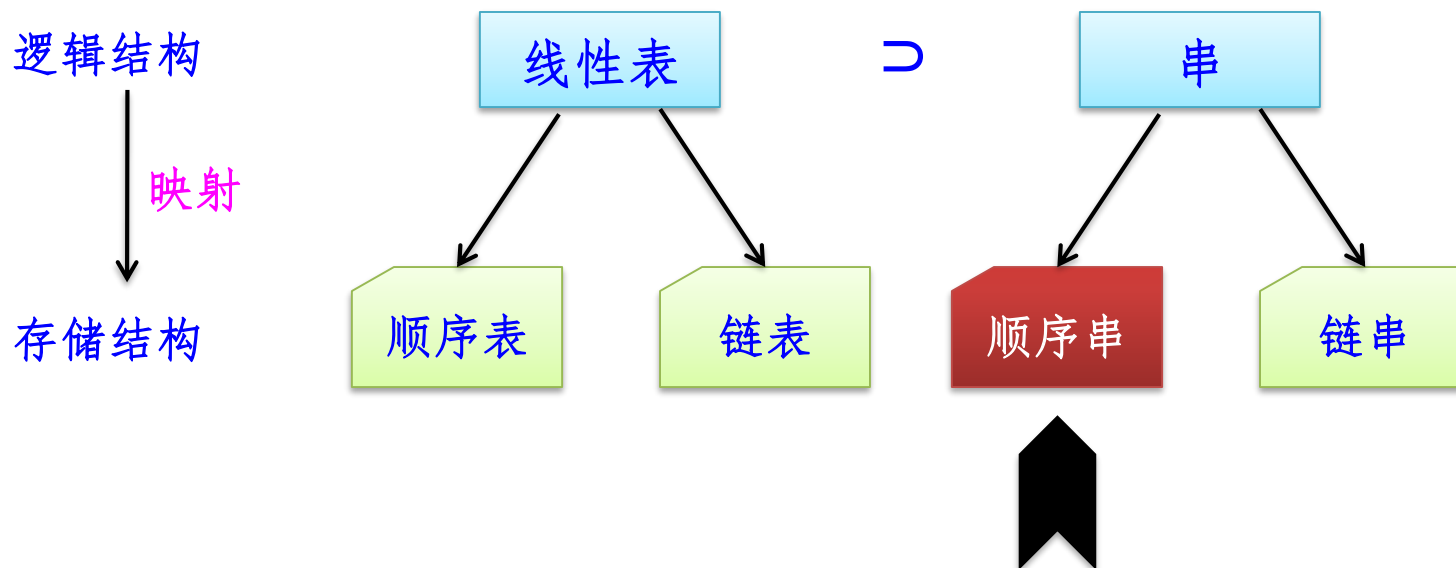 逻辑结构
线性表 ⊃ 串
映射
存储结构
顺序表
链表
顺序串
链串